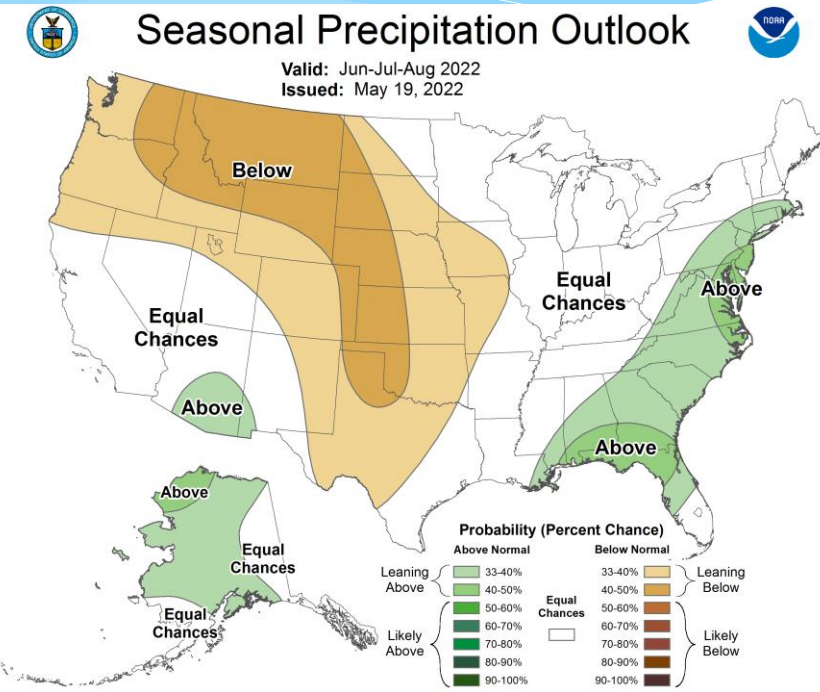 NOAA
Seasonal Precipitation Outlook
Valid: Jun-Jul-Aug 2022
Issued: May 19, 2022
Below
Equal
Chances
Above
Equal
Chances
Above
Above
Above
Equal
Chances
Equal
Chances
Probability (Percent Chance)
Above Normal
Below Normal
Leaning
Above
33-40%
40-50%
50-60%
60-70%
70-80%
80-90%
90-100%
Likely
Above
Equal
Chances
33-40%
40-50%
50-60%
60-70%
70-80%
80-90%
90-100%
Leaning
Below
Likely
Below